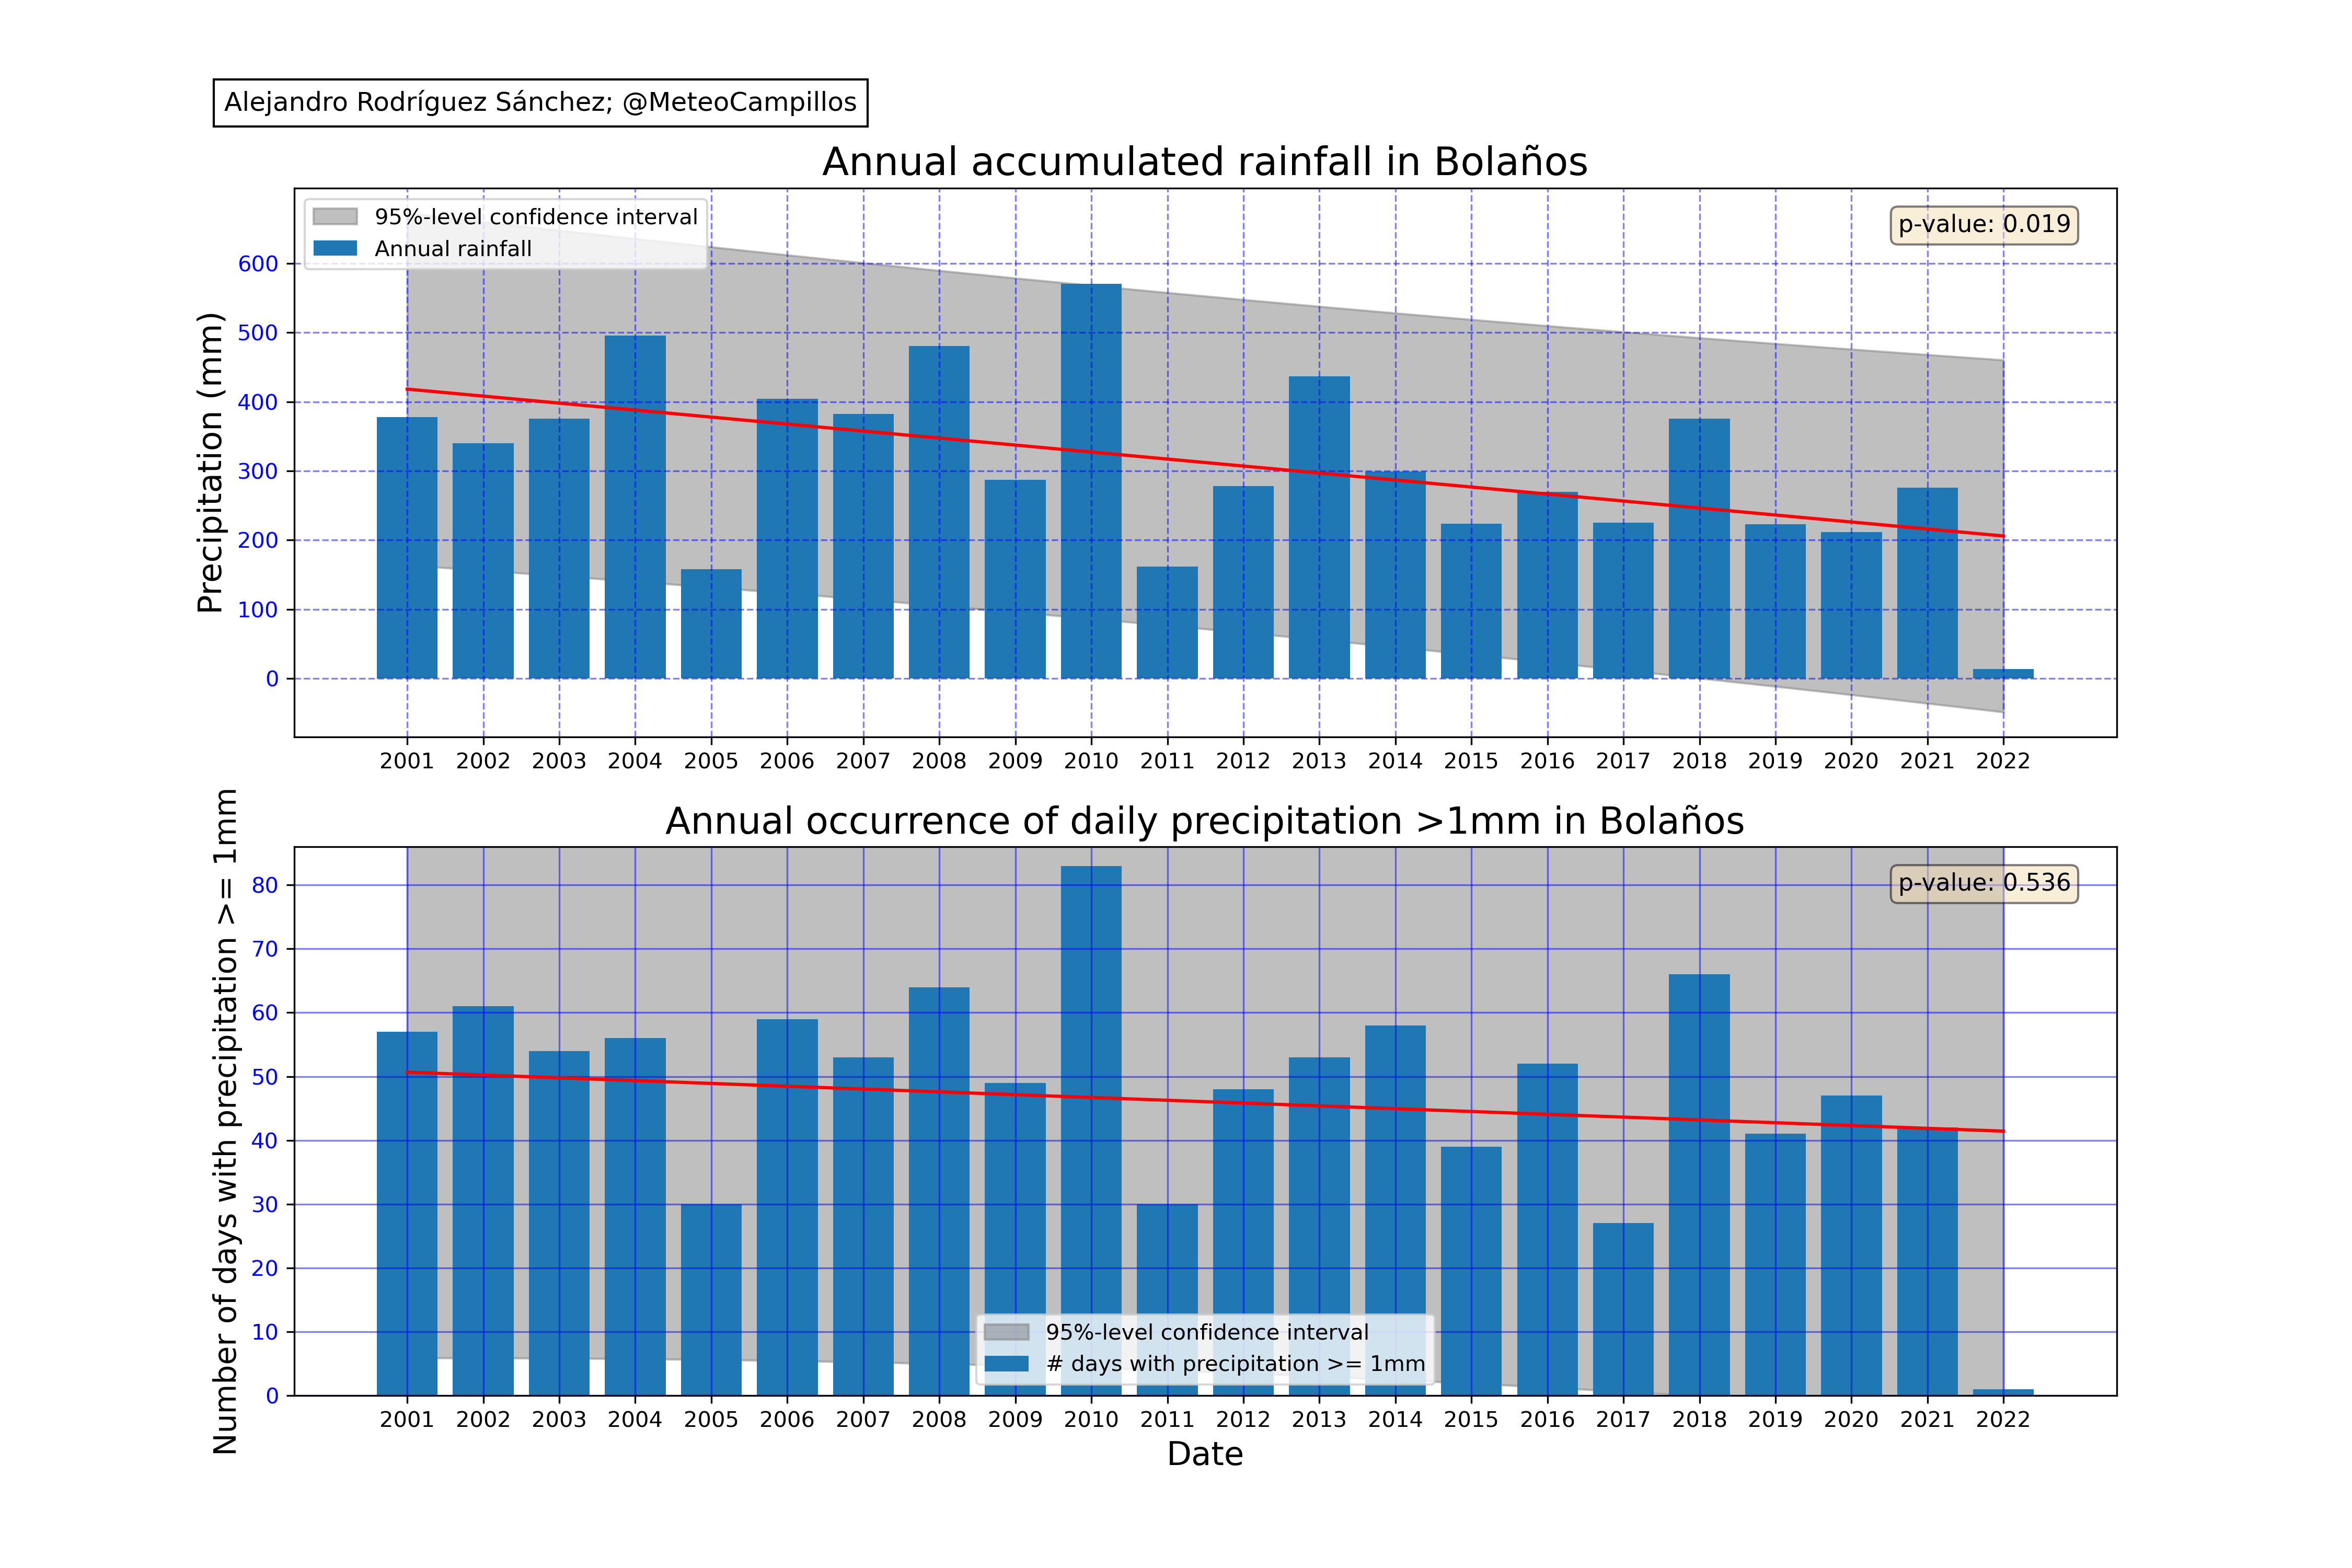 Alejandro Rodríguez Sánchez; @MeteoCampillos
Annual accumulated rainfall in Bolaños
95%-level confidence interval
Annual rainfall
p-value: 0.019
Precipitation (mm)
600
500
400
300
200
100
0
2001 2002 2003 2004 2005 2006 2007 2008 2009 2010 2011 2012 2013 2014 2015 2016 2017 2018 2019 2020 2021 2022
Annual occurrence of daily precipitation >1mm in Bolaños
p-value: 0.536
Number of days with precipitation >= 1mm
80
70
60
50
40
30
20
10
0
95%-level confidence interval
# days with precipitation >= 1mm
2001 2002 2003 2004 2005 2006 2007 2008 2009 2010 2011 2012 2013 2014 2015 2016 2017 2018 2019 2020 2021 2022
Date